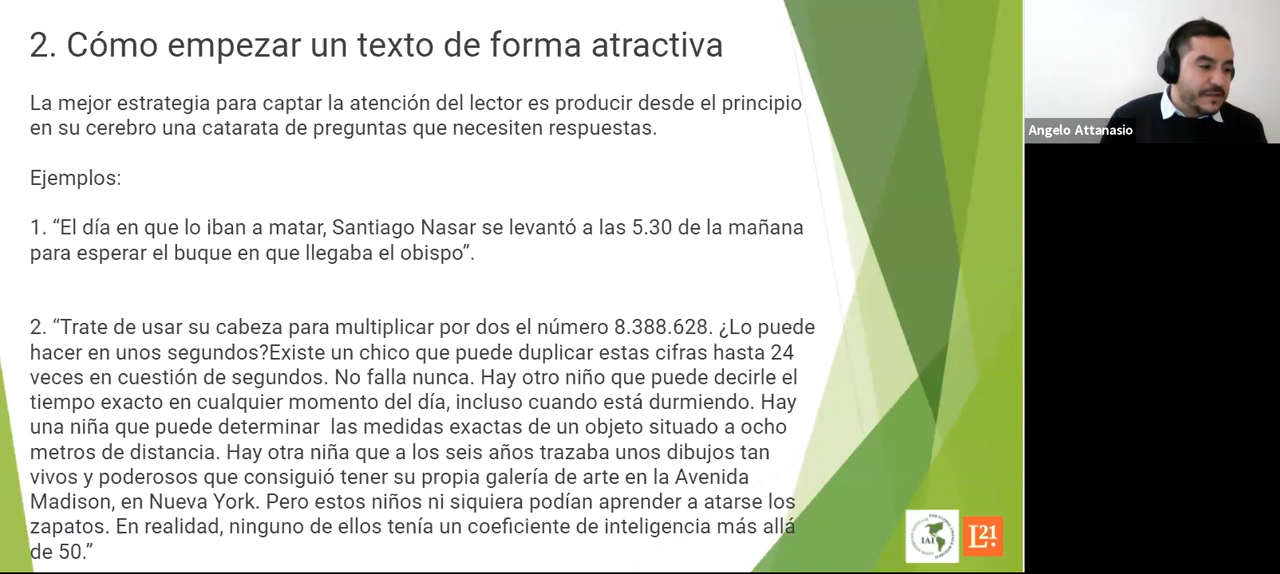 2. Cómo empezar un texto de forma atractiva
La mejor estrategia para captar la atención del lector es producir desde el principio
en su cerebro una catarata de preguntas que necesiten respuestas.
Ejemplos:
1. “El día en que lo iban a matar, Santiago Nasar se levantó a las 5.30 de la mañana
para esperar el buque en que llegaba el obispo”.
2. “Trate de usar su cabeza para multiplicar por dos el número 8.388.628. ¿Lo puede
hacer en unos segundos?Existe un chico que puede duplicar estas cifras hasta 24
veces en cuestión de segundos. No falla nunca. Hay otro niño que puede decirle el
tiempo exacto en cualquier momento del día, incluso cuando está durmiendo. Hay
una niña que puede determinar  las medidas exactas de un objeto situado a ocho
metros de distancia. Hay otra niña que a los seis años trazaba unos dibujos tan
vivos y poderosos que consiguió tener su propia galería de arte en la Avenida
Madison, en Nueva York. Pero estos niños ni siquiera podían aprender a atarse los
zapatos. En realidad, ninguno de ellos tenía un coeficiente de inteligencia más allá
de 50.”
IAI
L21
Angelo Attanasio